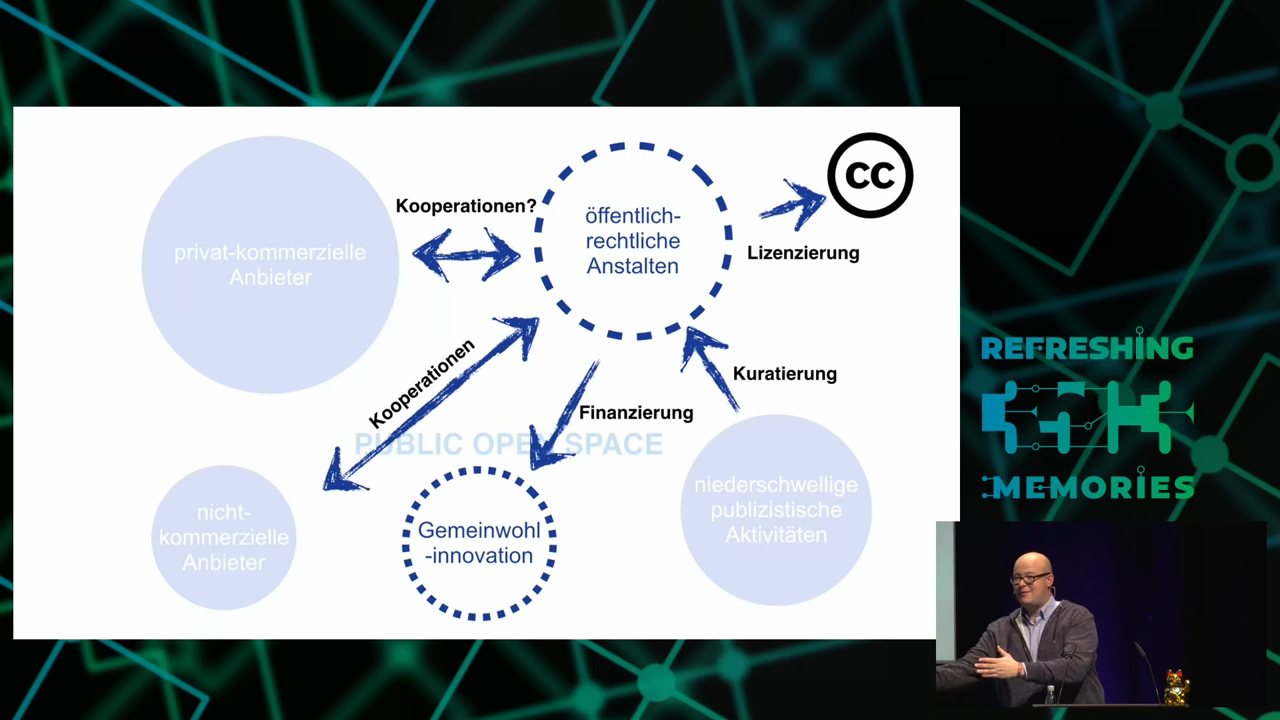 Kooperationen?
öffentlich-
rechtliche
Anstalten
privat-kommerzielle
Anbieter
cc
Lizenzierung
Kooperationen
Kuratierung
Finanzierung
PUBLIC OPEN SPACE
nicht-
kommerzielle
Anbieter
Gemeinwohl
-innovation
niederschwellige
publizistische
Aktivitäten
REFRESHING
35C3
MEMORIES